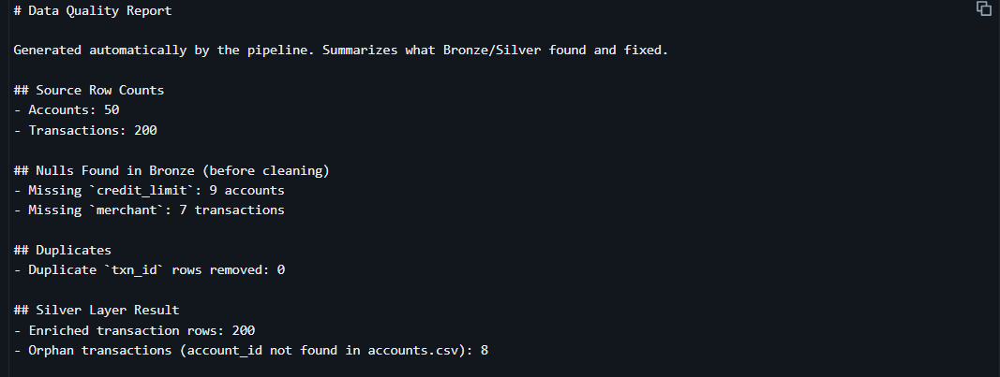 # Data Quality Report
Generated automatically by the pipeline. Summarizes what Bronze/Silver found and fixed.
## Source Row Counts
- Accounts: 50
- Transactions: 200
## Nulls Found in Bronze (before cleaning)
- Missing `credit_limit`: 9 accounts
- Missing `merchant`: 7 transactions
## Duplicates
- Duplicate `txn_id` rows removed: 0
## Silver Layer Result
- Enriched transaction rows: 200
- Orphan transactions (account_id not found in accounts.csv): 8